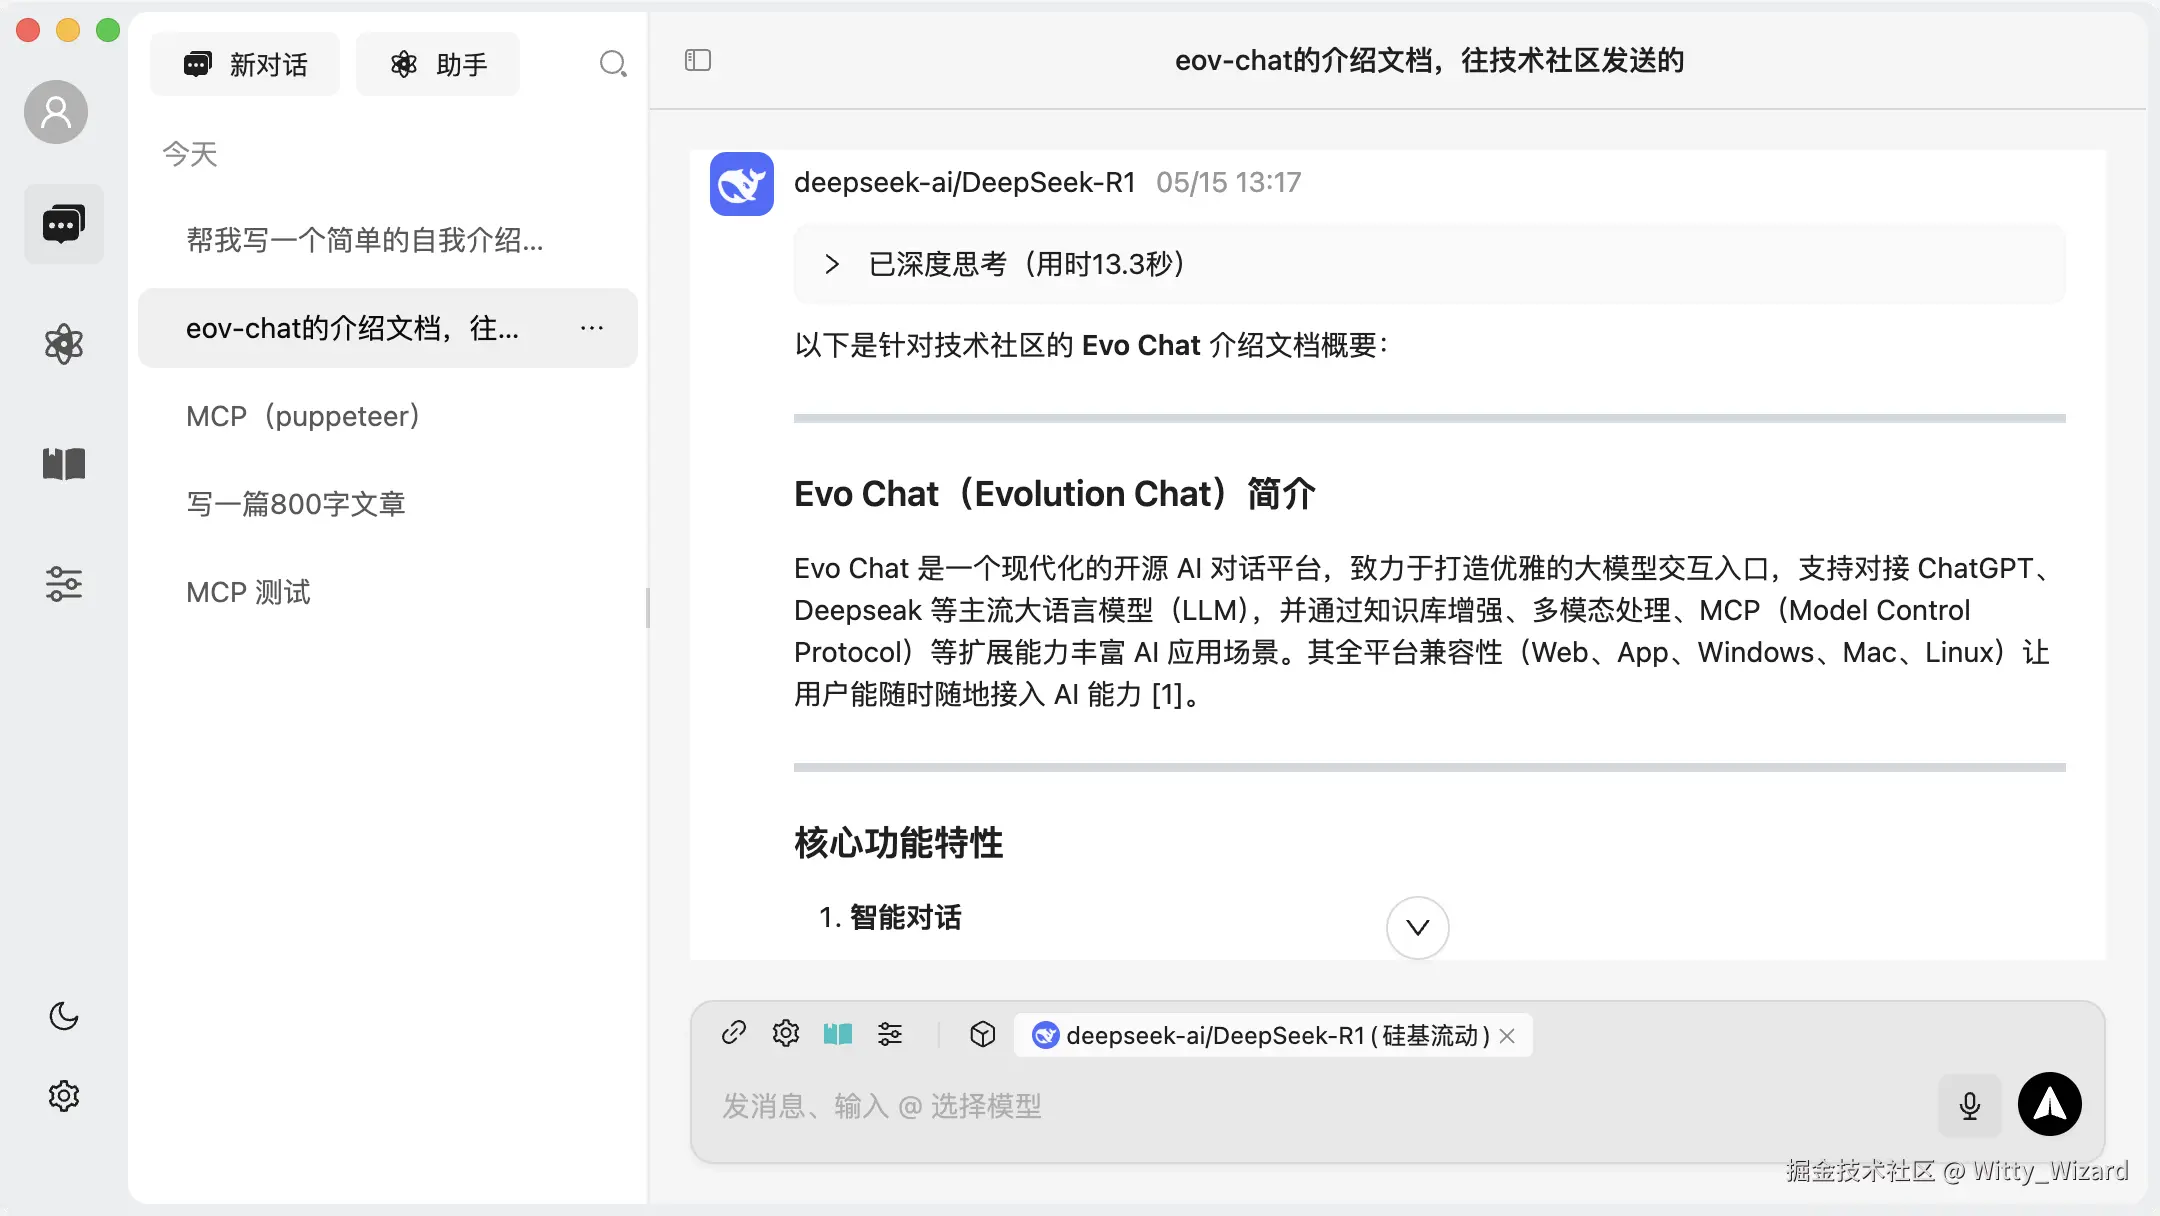 新对话
助手
今天
帮我写一个简单的自我介绍...
eov-chat的介绍文档，往...
MCP（puppeteer）
写一篇800字文章
MCP 测试
eov-chat的介绍文档，往技术社区发送的
deepseek-ai/DeepSeek-R1 05/15 13:17
已深度思考（用时13.3秒）
以下是针对技术社区的 Evo Chat 介绍文档概要：
Evo Chat（Evolution Chat）简介
Evo Chat 是一个现代化的开源 AI 对话平台，致力于打造优雅的大模型交互入口，支持对接 ChatGPT、
Deepseak 等主流大语言模型（LLM），并通过知识库增强、多模态处理、MCP（Model Control
Protocol）等扩展能力丰富 AI 应用场景。其全平台兼容性（Web、App、Windows、Mac、Linux）让
用户能随时随地接入 AI 能力 [1]。
核心功能特性
1. 智能对话
deepseek-ai/DeepSeek-R1 (硅基流动)
发消息、输入 @ 选择模型
掘金技术社区 @ Witty_Wizard